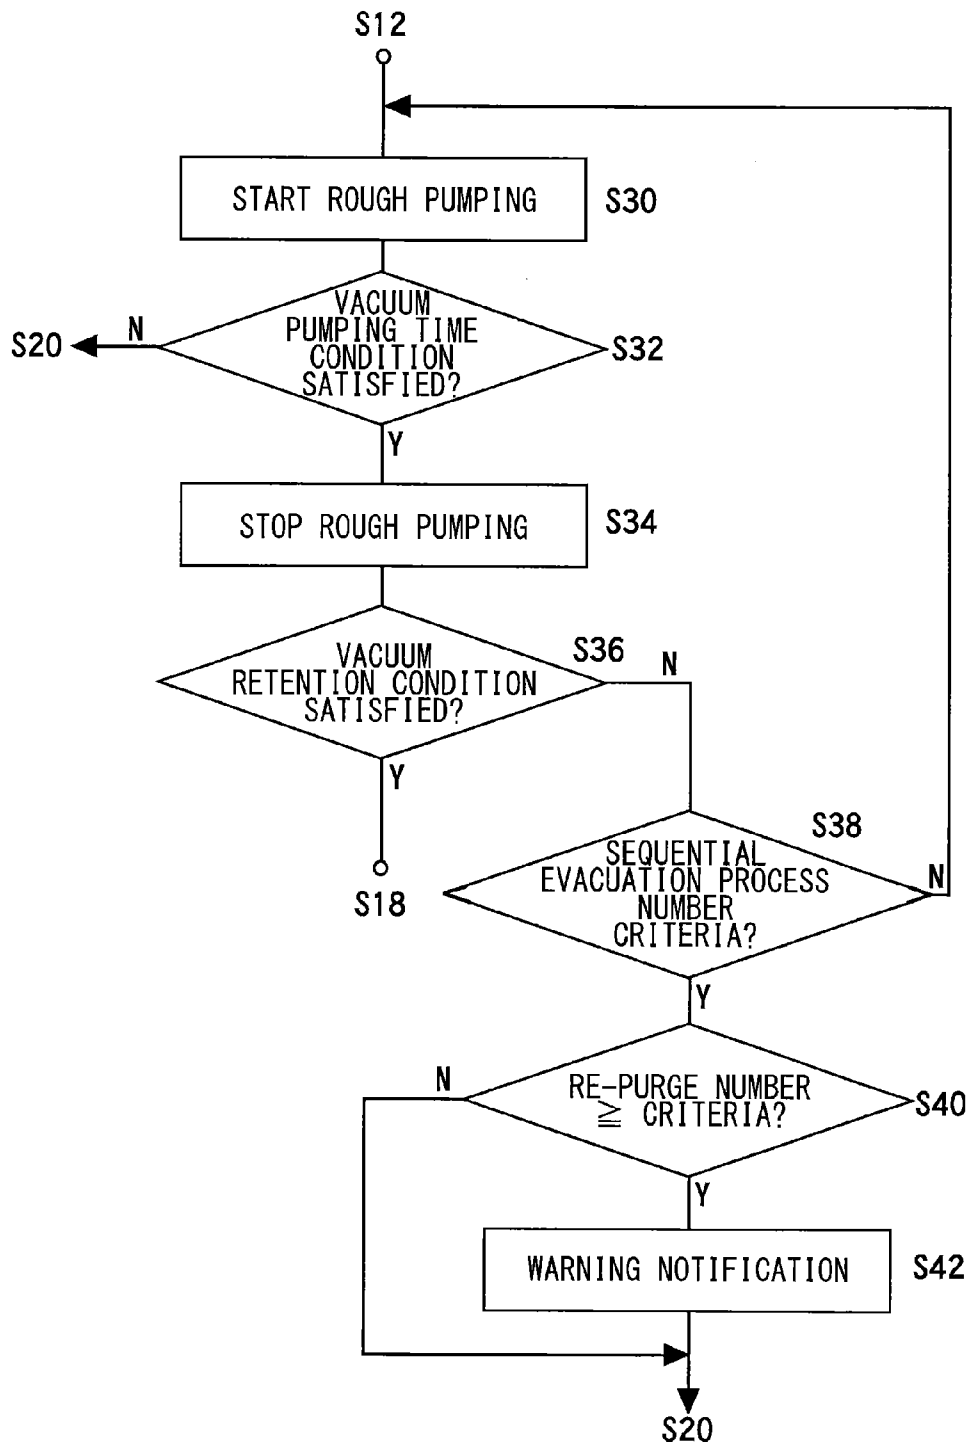 S12
START ROUGH PUMPING
S30
VACUUM
PUMPING TIME
CONDITION
SATISFIED?
N
S20
S32
Y
STOP ROUGH PUMPING
S34
VACUUM
RETENTION CONDITION
SATISFIED?
S36
N
Y
S18
SEQUENTIAL
EVACUATION PROCESS
NUMBER
CRITERIA?
S38
N
Y
RE-PURGE NUMBER
≧ CRITERIA?
N
S40
Y
WARNING NOTIFICATION
S42
S20